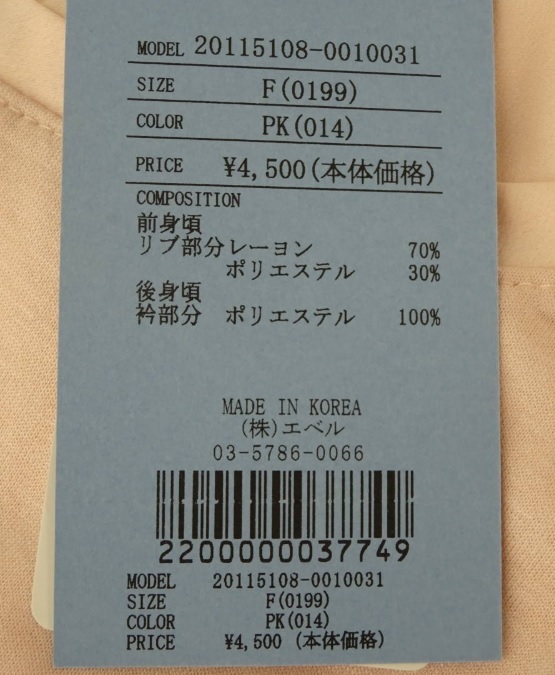 MODEL 20115108-0010031
SIZE F(0199)
COLOR PK(014)
PRICE ¥4,500(本体価格)
COMPOSITION
前身頃
リブ部分レーヨン 70%
ポリエステル 30%
後身頃
衿部分 ポリエステル 100%
MADE IN KOREA
(株)エベル
03-5786-0066
2200000037749
MODEL 20115108-0010031
SIZE F(0199)
COLOR PK(014)
PRICE ¥4,500 (本体価格)